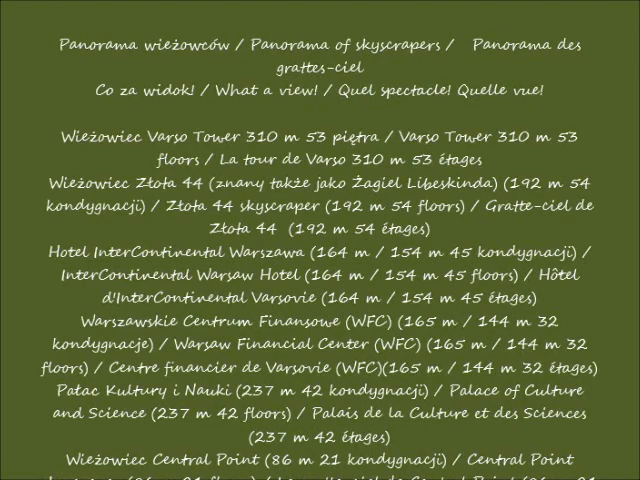 Panorama wieżowców / Panorama of skyscrapers / Panorama des
grattes-ciel
Co za widok! / What a view! / Quel spectacle! Quelle vue!
Wieżowiec Varso Tower 310 m 53 piętra / Varso Tower 310 m 53
floors / La tour de Varso 310 m 53 étages
Wieżowiec Złota 44 (znany także jako Żagiel Libeskinda) (192 m 54
kondygnacji) / Złota 44 skyscraper (192 m 54 floors) / Gratte-ciel de
Złota 44 (192 m 54 étages)
Hotel InterContinental Warszawa (164 m / 154 m 45 kondygnacji) /
InterContinental Warsaw Hotel (164 m / 154 m 45 floors) / Hôtel
d'InterContinental Varsovie (164 m / 154 m 45 étages)
Warszawskie Centrum Finansowe (WFC) (165 m / 144 m 32
kondygnacje) / Warsaw Financial Center (WFC) (165 m / 144 m 32
floors) / Centre financier de Varsovie (WFC)(165 m / 144 m 32 étages)
Pałac Kultury i Nauki (237 m 42 kondygnacji) / Palace of Culture
and Science (237 m 42 floors) / Palais de la Culture et des Sciences
(237 m 42 étages)
Wieżowiec Central Point (86 m 21 kondygnacji) / Central Point